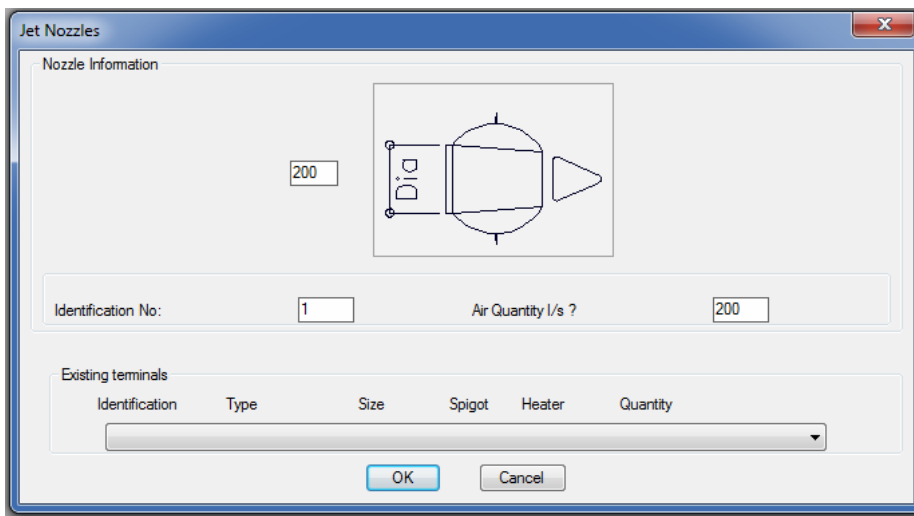 Jet Nozzles
Nozzle Information
200
Dia
Identification No:
1
Air Quantity l/s ?
200
Existing terminals
Identification Type Size Spigot Heater Quantity
OK Cancel